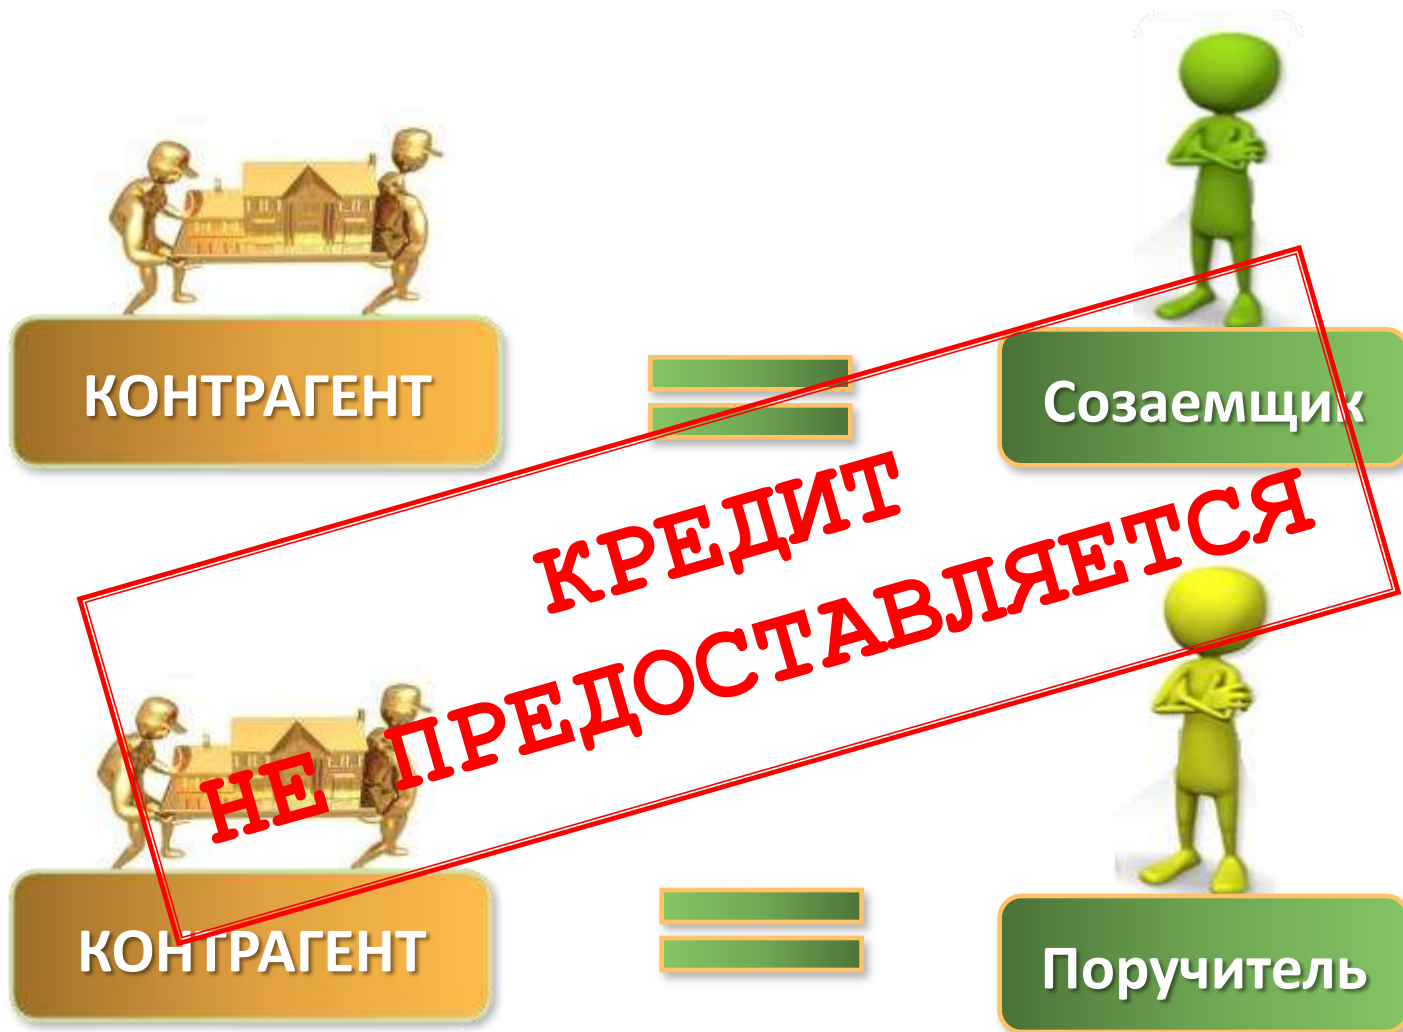 КОНТРАГЕНТ
Созаемщик
КРЕДИТ
НЕ ПРЕДОСТАВЛЯЕТСЯ
КОНТРАГЕНТ
Поручитель